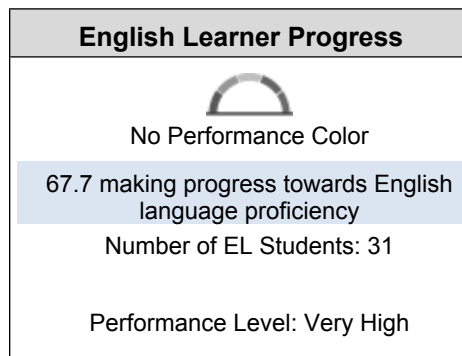 English Learner Progress
No Performance Color
67.7 making progress towards English
language proficiency
Number of EL Students: 31
Performance Level: Very High